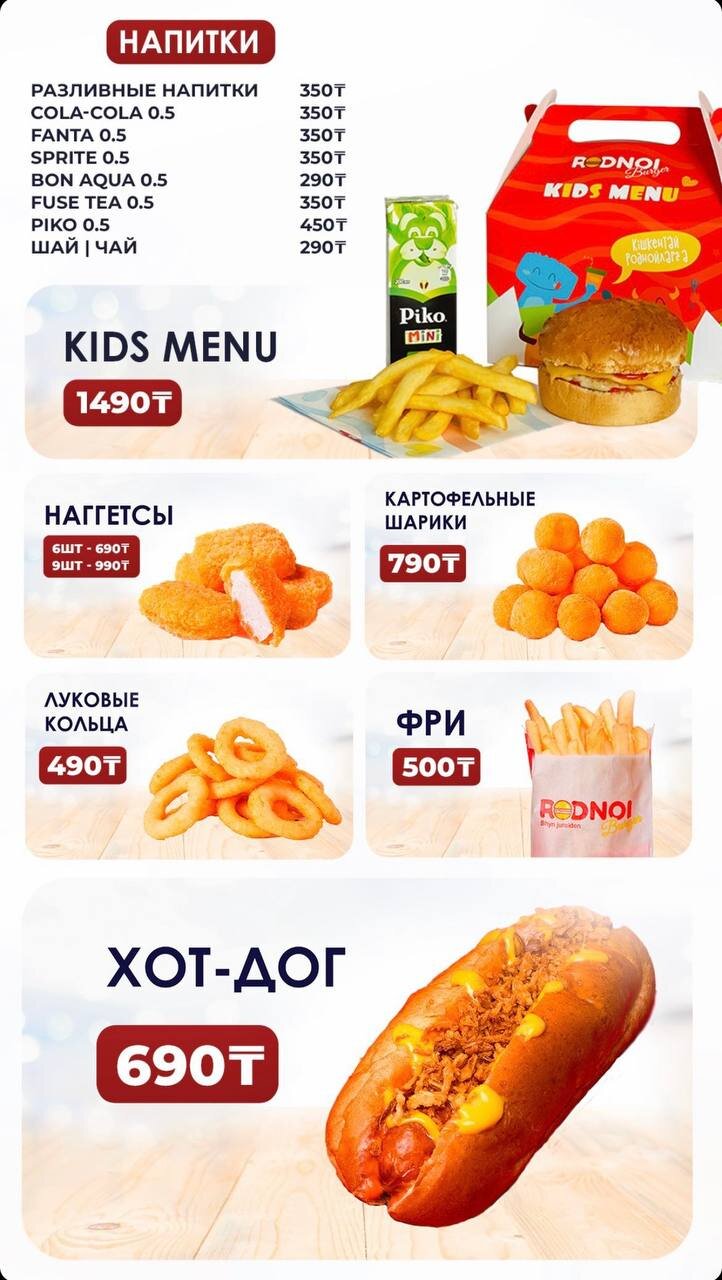 НАПИТКИ
РАЗЛИВНЫЕ НАПИТКИ 350₸
COLA-COLA 0.5 350₸
FANTA 0.5 350₸
SPRITE 0.5 350₸
BON AQUA 0.5 290₸
FUSE TEA 0.5 350₸
PIKO 0.5 450₸
ШАЙ | ЧАЙ 290₸
RODNOI
Burger
KIDS MENU
Кішкентай
Роднойларға
Piko
MiNi
KIDS MENU
1490₸
НАГГЕТСЫ
6ШТ - 690₸
9ШТ - 990₸
КАРТОФЕЛЬНЫЕ
ШАРИКИ
790₸
ЛУКОВЫЕ
КОЛЬЦА
490₸
ФРИ
500₸
RODNOI
Burger
ХОТ-ДОГ
690₸